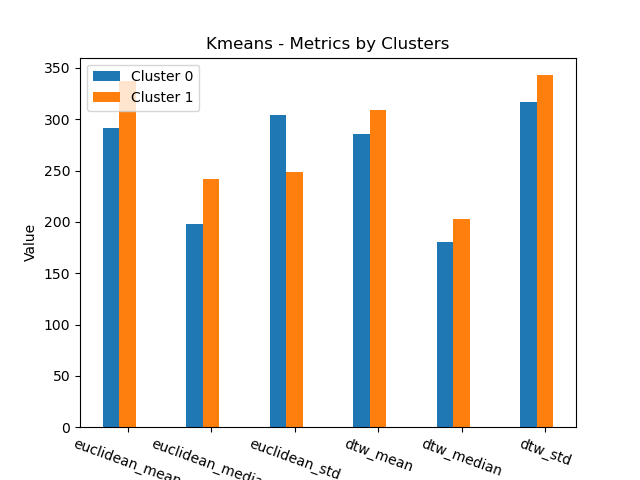 Kmeans - Metrics by Clusters
Cluster 0
Cluster 1
Value
350
300
250
200
150
100
50
0
euclidean_mean
euclidean_media
euclidean_std
dtw_mean
dtw_median
dtw_std